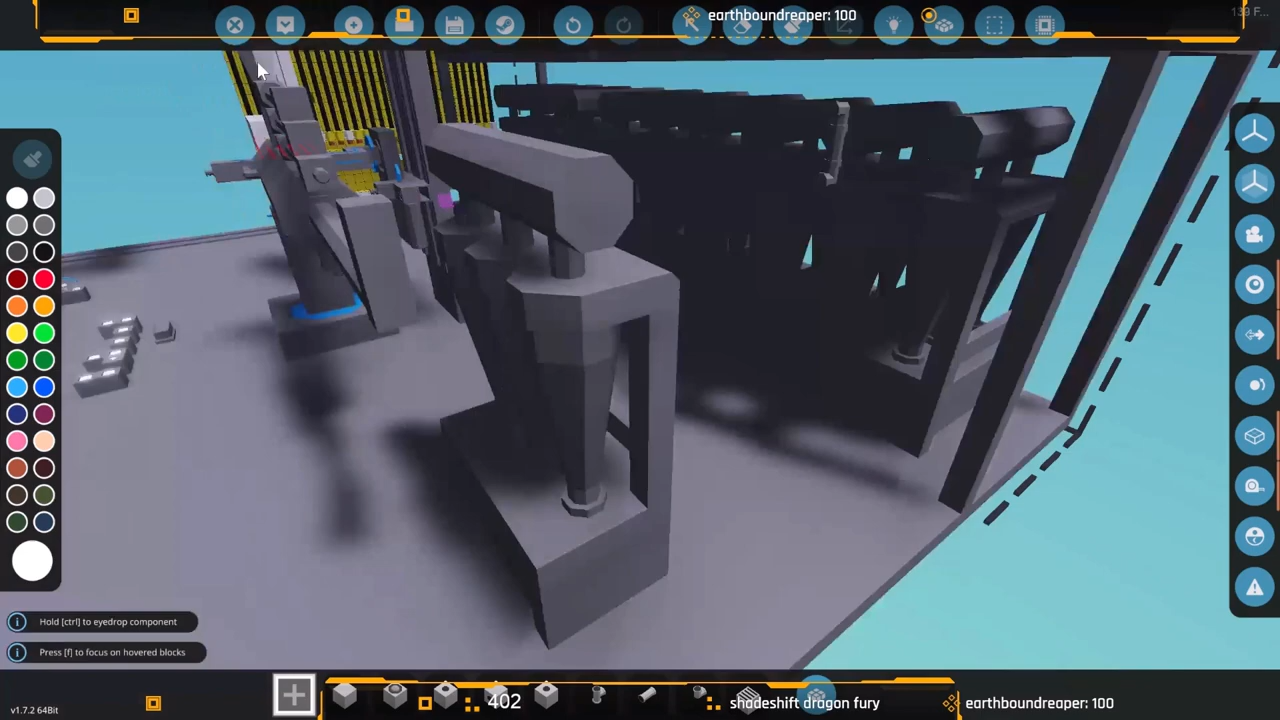 earthboundreaper: 100
Hold [ctrl] to eyedrop component
Press [f] to focus on hovered blocks
v1.7.2 64Bit
402
shadeshift dragon fury
earthboundreaper: 100